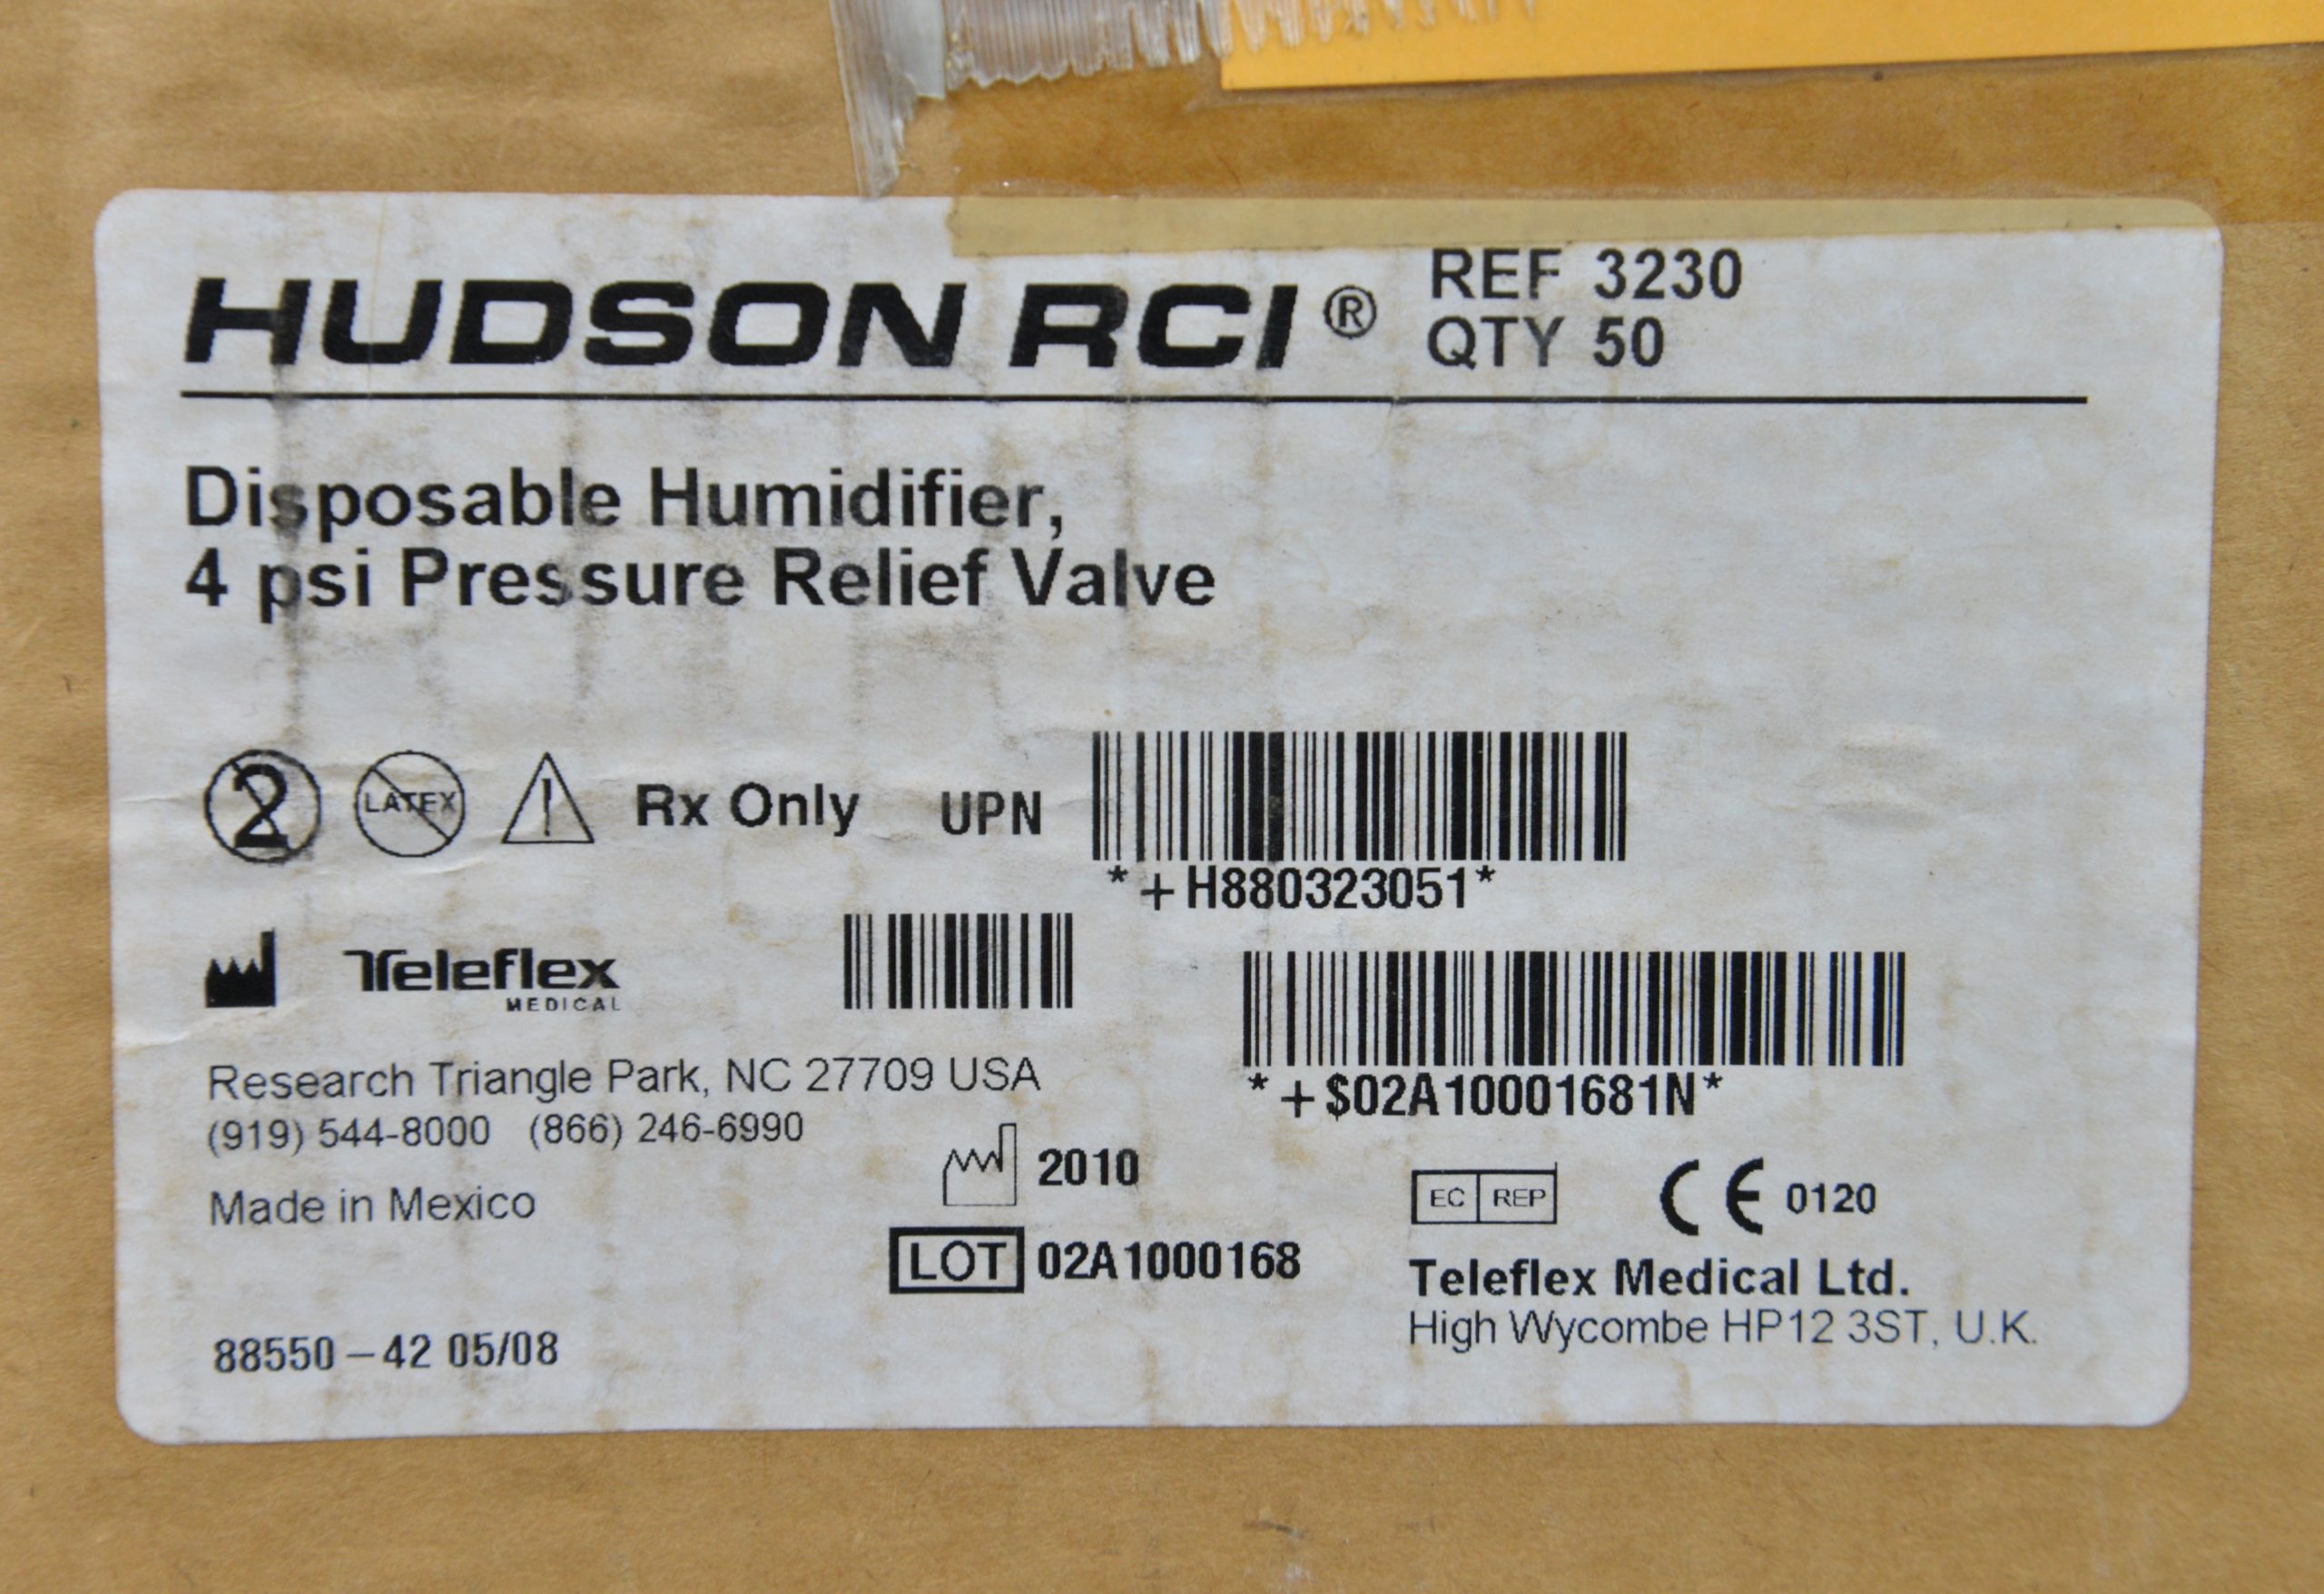 HUDSON RCI®
REF 3230
QTY 50
Disposable Humidifier,
4 psi Pressure Relief Valve
2 LATEX ! Rx Only UPN
*+H880323051*
Teleflex
MEDICAL
*+$02A10001681N*
Research Triangle Park, NC 27709 USA
(919) 544-8000 (866) 246-6990
Made in Mexico
2010
LOT 02A1000168
88550-42 05/08
EC REP CE 0120
Teleflex Medical Ltd.
High Wycombe HP12 3ST, U.K.